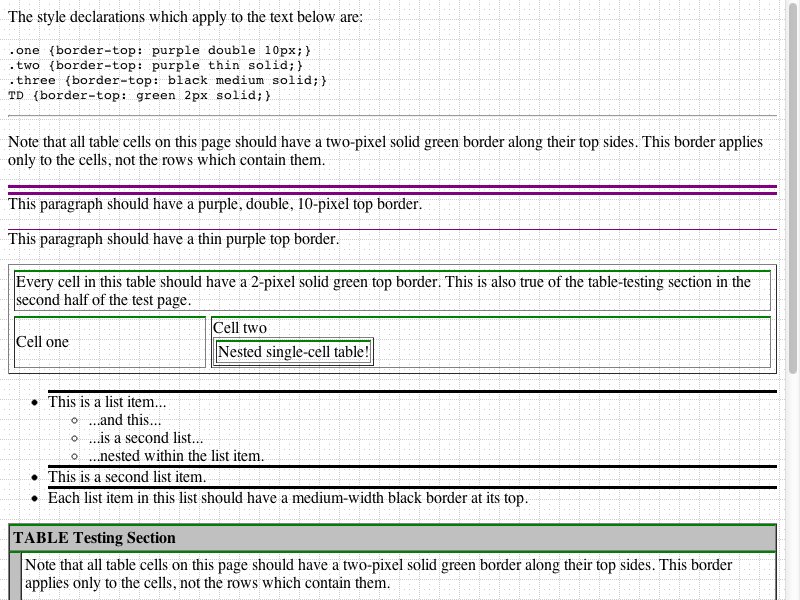 The style declarations which apply to the text below are:
.one {border-top: purple double 10px;}
.two {border-top: purple thin solid;}
.three {border-top: black medium solid;}
TD {border-top: green 2px solid;}
Note that all table cells on this page should have a two-pixel solid green border along their top sides. This border applies
only to the cells, not the rows which contain them.
This paragraph should have a purple, double, 10-pixel top border.
This paragraph should have a thin purple top border.
Every cell in this table should have a 2-pixel solid green top border. This is also true of the table-testing section in the
second half of the test page.
Cell one
Cell two
Nested single-cell table!
This is a list item...
...and this...
...is a second list...
...nested within the list item.
This is a second list item.
Each list item in this list should have a medium-width black border at its top.
TABLE Testing Section
Note that all table cells on this page should have a two-pixel solid green border along their top sides. This border
applies only to the cells, not the rows which contain them.